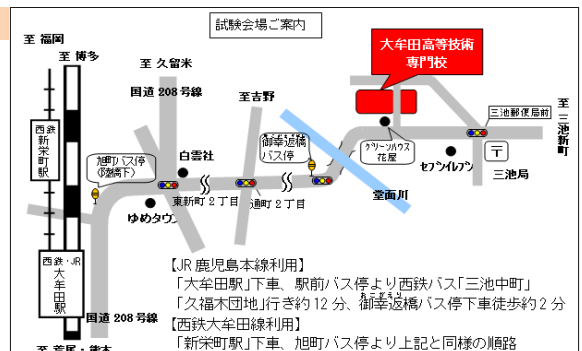 試験会場ご案内
至 福岡
至 博多
至 久留米
国道 208 号線
至吉野
大牟田高等技術
専門校
至 三池新町
三池郵便局前
西鉄
新栄町駅
旭町バス停
白雲社
御幸返橋
バス停
グリーンハウス
花屋
セブンイレブン
〒
三池局
ゆめタウン
東新町２丁目
通町２丁目
堂面川
西鉄・JR
大牟田駅
国道 208 号線
至 荒尾・熊本
【JR 鹿児島本線利用】
「大牟田駅」下車、駅前バス停より西鉄バス「三池中町」
「久福木団地」行き約 12 分、御幸返橋バス停下車徒歩約 2 分
【西鉄大牟田線利用】
「新栄町駅」下車、旭町バス停より上記と同様の順路